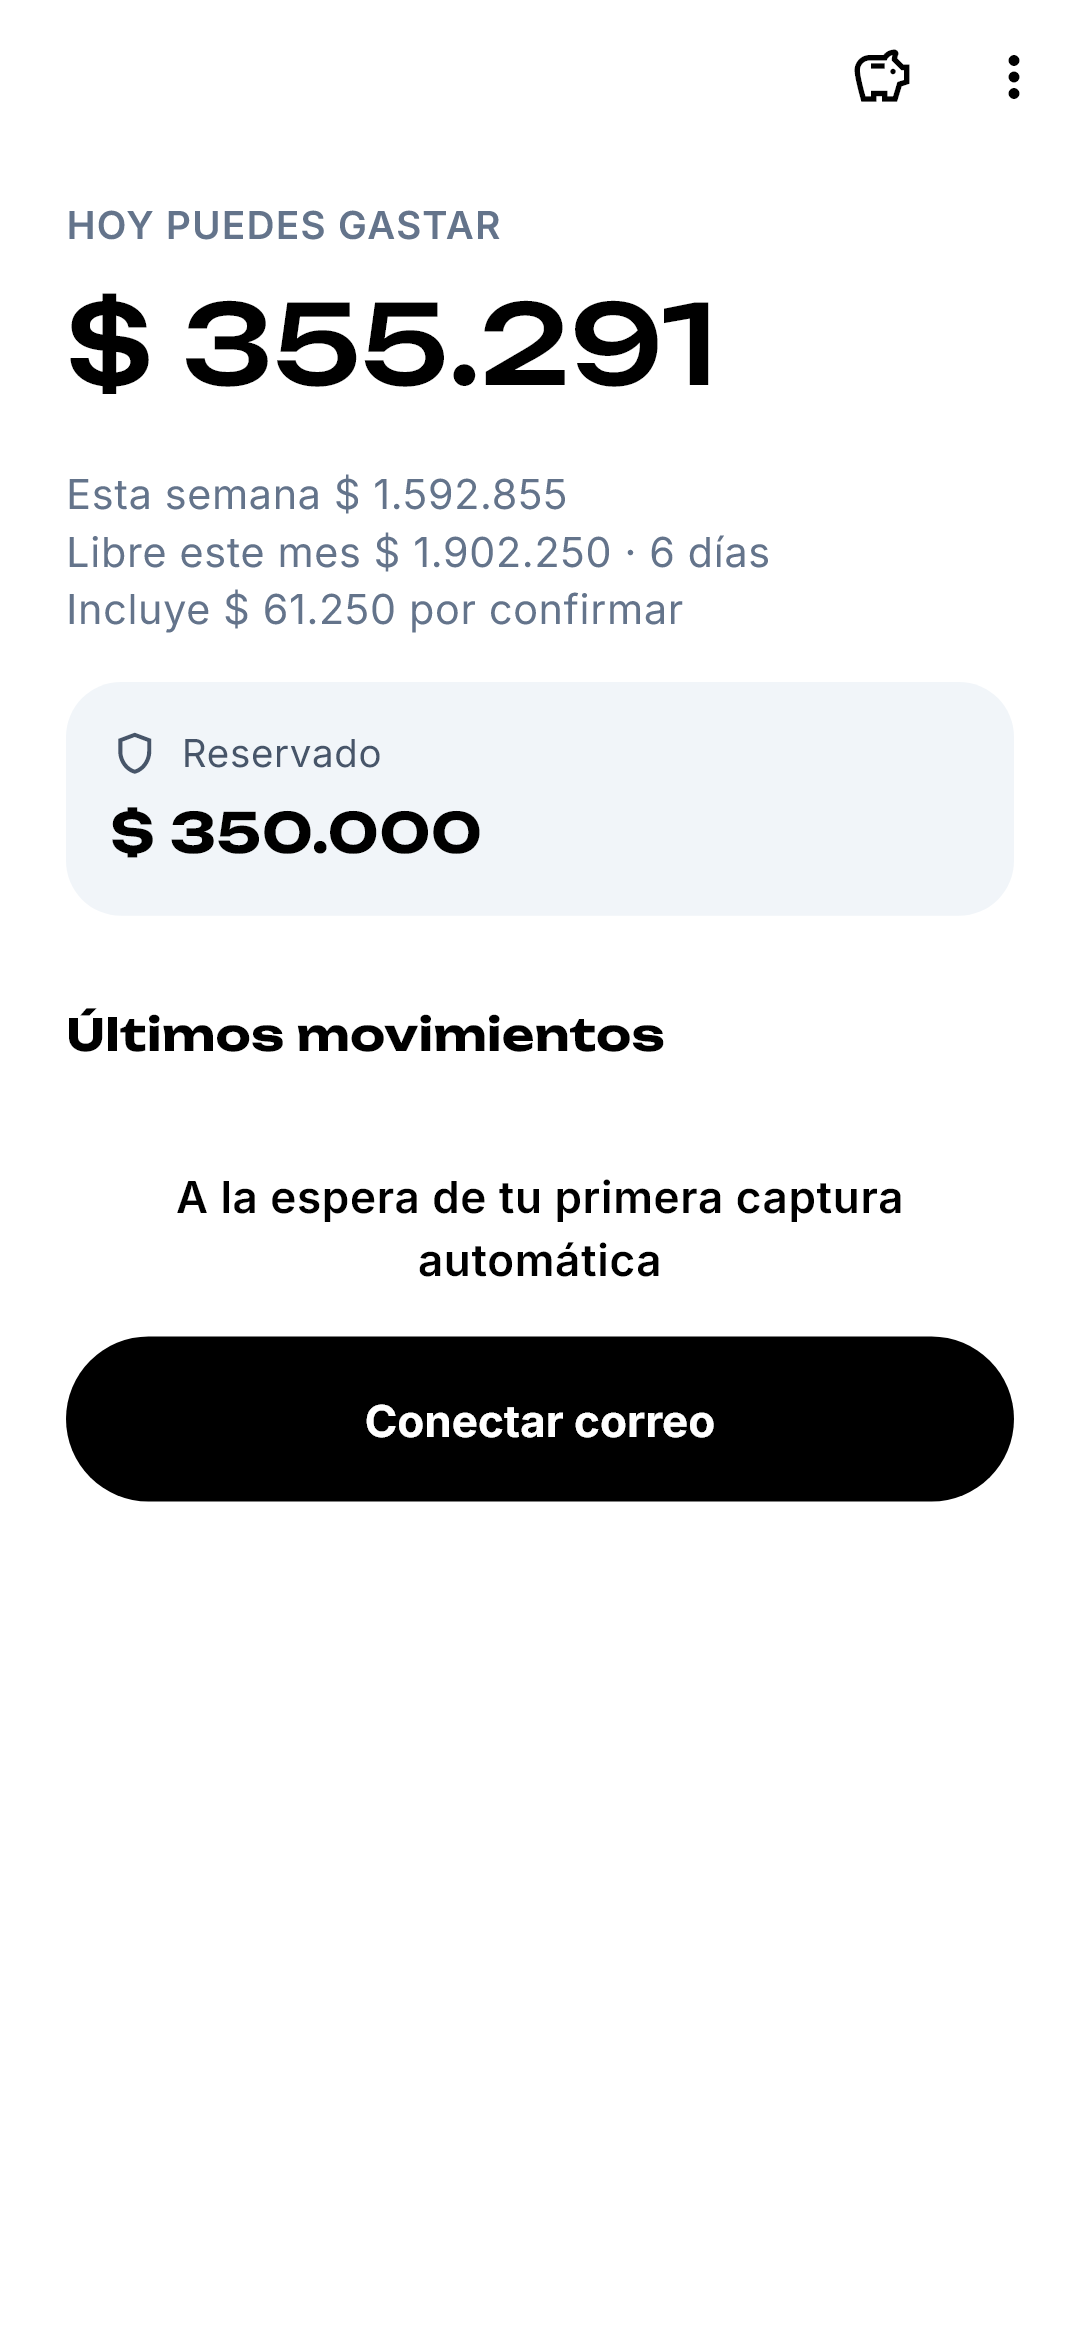 HOY PUEDES GASTAR
$ 355.291
Esta semana $ 1.592.855
Libre este mes $ 1.902.250 · 6 días
Incluye $ 61.250 por confirmar
Reservado
$ 350.000
Últimos movimientos
A la espera de tu primera captura
automática
Conectar correo